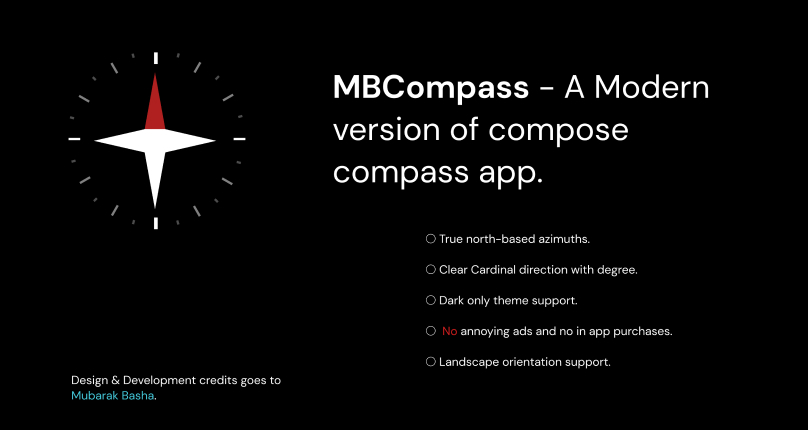 MBCompass - A Modern
version of compose
compass app.
True north-based azimuths.
Clear Cardinal direction with degree.
Dark only theme support.
No annoying ads and no in app purchases.
Landscape orientation support.
Design & Development credits goes to
Mubarak Basha.